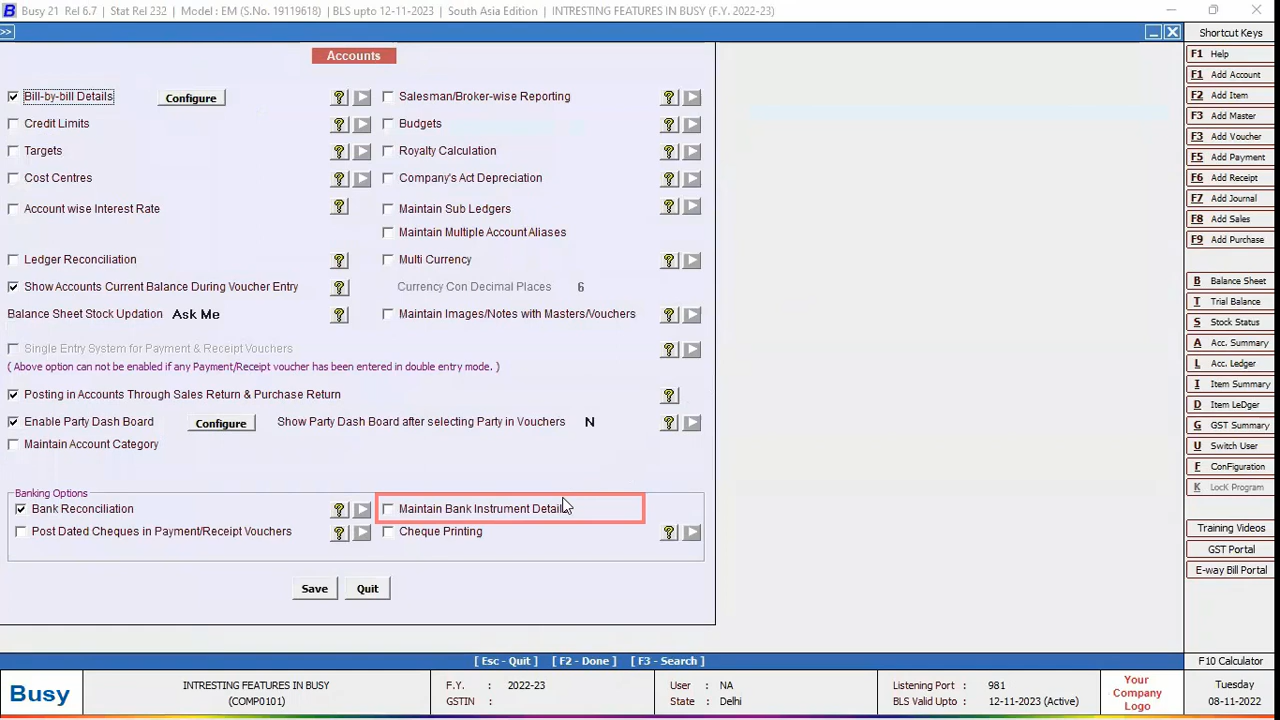 Busy 21 Rel 6.7 | Stat Rel 232 | Model : EM (S.No. 19119618) | BLS upto 12-11-2023 | South Asia Edition | INTRESTING FEATURES IN BUSY (F.Y. 2022-23)
>>
Shortcut Keys
Accounts
Bill-by-bill Details Configure ? Salesman/Broker-wise Reporting ?
Credit Limits ? Budgets ?
Targets ? Royalty Calculation ?
Cost Centres ? Company's Act Depreciation ?
Account wise Interest Rate ? Maintain Sub Ledgers ?
Maintain Multiple Account Aliases
Ledger Reconciliation ? Multi Currency ?
Show Accounts Current Balance During Voucher Entry ? Currency Con Decimal Places 6
Balance Sheet Stock Updation Ask Me ? Maintain Images/Notes with Masters/Vouchers ?
Single Entry System for Payment & Receipt Vouchers ?
( Above option can not be enabled if any Payment/Receipt voucher has been entered in double entry mode. )
Posting in Accounts Through Sales Return & Purchase Return ?
Enable Party Dash Board Configure Show Party Dash Board after selecting Party in Vouchers N ?
Maintain Account Category
Banking Options
Bank Reconciliation ? Maintain Bank Instrument Details
Post Dated Cheques in Payment/Receipt Vouchers ? Cheque Printing ?
Save Quit
F1 Help
F1 Add Account
F2 Add Item
F3 Add Master
F3 Add Voucher
F5 Add Payment
F6 Add Receipt
F7 Add Journal
F8 Add Sales
F9 Add Purchase
B Balance Sheet
T Trial Balance
S Stock Status
A Acc. Summary
L Acc. Ledger
I Item Summary
D Item LeDger
G GST Summary
U Switch User
F ConFiguration
K LocK Program
Training Videos
GST Portal
E-way Bill Portal
[ Esc - Quit ] [ F2 - Done ] [ F3 - Search ] F10 Calculator
Busy
INTRESTING FEATURES IN BUSY
(COMP0101)
F.Y. : 2022-23
GSTIN :
User : NA
State : Delhi
Listening Port : 981
BLS Valid Upto : 12-11-2023 (Active)
Your
Company
Logo
Tuesday
08-11-2022